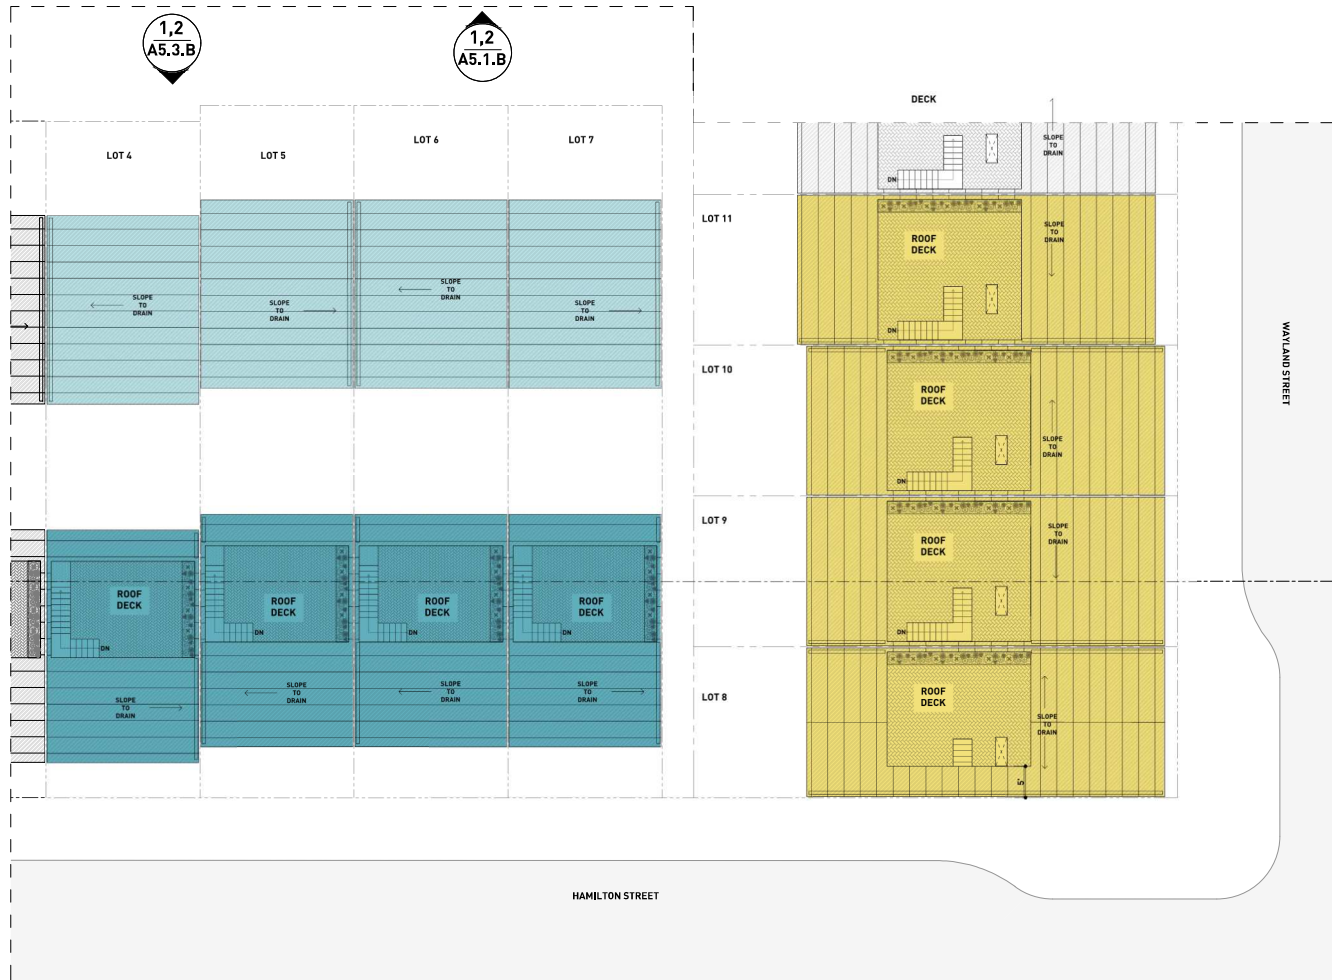 1,2
A5.3.B
1,2
A5.1.B
DECK
SLOPE
TO
DRAIN
DN
LOT 4
LOT 5
LOT 6
LOT 7
SLOPE
TO
DRAIN
SLOPE
TO
DRAIN
SLOPE
TO
DRAIN
SLOPE
TO
DRAIN
LOT 11
ROOF
DECK
SLOPE
TO
DRAIN
DN
LOT 10
ROOF
DECK
SLOPE
TO
DRAIN
DN
LOT 9
ROOF
DECK
SLOPE
TO
DRAIN
DN
LOT 8
ROOF
DECK
SLOPE
TO
DRAIN
5'
ROOF
DECK
DN
SLOPE
TO
DRAIN
ROOF
DECK
DN
SLOPE
TO
DRAIN
ROOF
DECK
DN
SLOPE
TO
DRAIN
ROOF
DECK
DN
SLOPE
TO
DRAIN
WAYLAND STREET
HAMILTON STREET